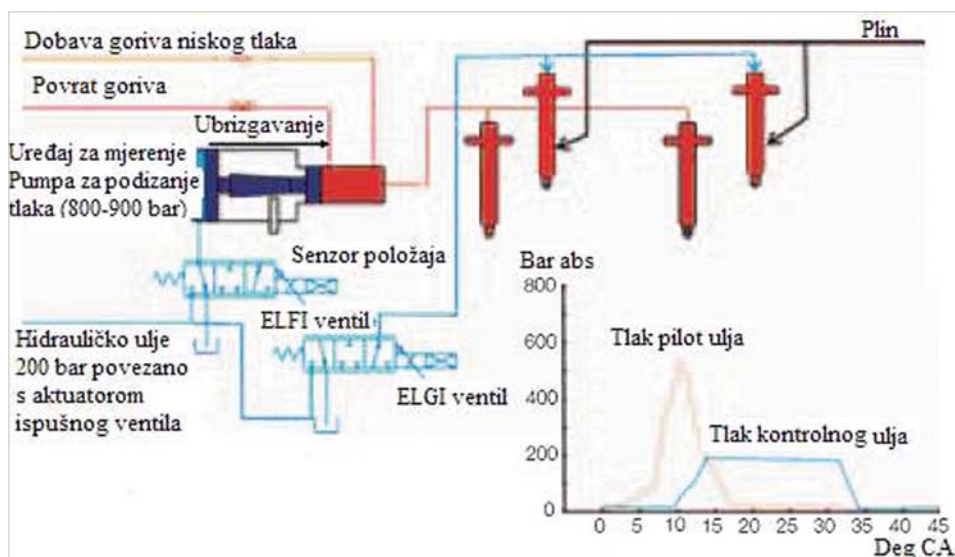 Dobava goriva niskog tlaka
Plin
Povrat goriva
Ubrizgavanje
Uređaj za mjerenje
Pumpa za podizanje
tlaka (800-900 bar)
Senzor položaja
Bar abs
ELFI ventil
Hidrauličko ulje
200 bar povezano
s aktuatorom
ispušnog ventila
ELGI ventil
800
600
400
200
0
Tlak pilot ulja
Tlak kontrolnog ulja
0 5 10 15 20 25 30 35 40 45
Deg CA